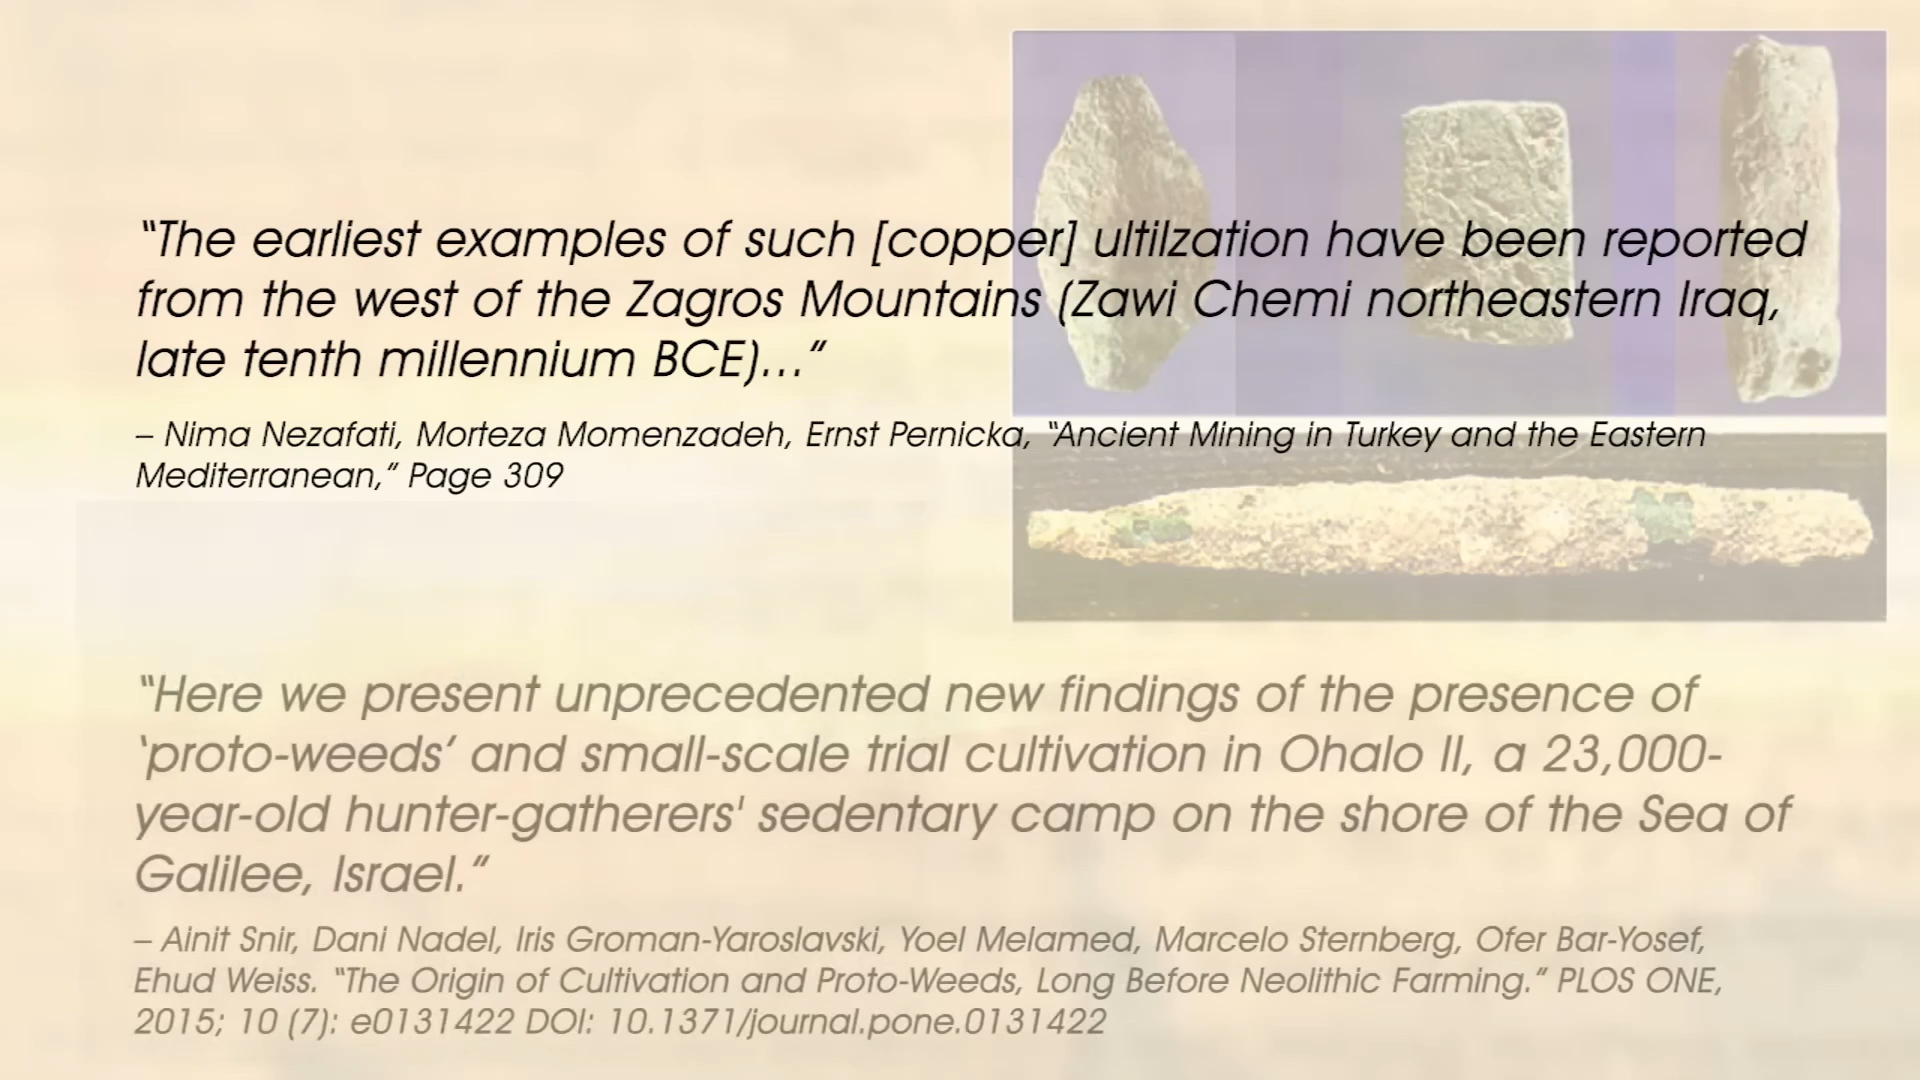 “The earliest examples of such [copper] ultilzation have been reported
from the west of the Zagros Mountains (Zawi Chemi northeastern Iraq,
late tenth millennium BCE)…”
– Nima Nezafati, Morteza Momenzadeh, Ernst Pernicka, “Ancient Mining in Turkey and the Eastern
Mediterranean,” Page 309
“Here we present unprecedented new findings of the presence of
‘proto-weeds’ and small-scale trial cultivation in Ohalo II, a 23,000-
year-old hunter-gatherers' sedentary camp on the shore of the Sea of
Galilee, Israel.”
– Ainit Snir, Dani Nadel, Iris Groman-Yaroslavski, Yoel Melamed, Marcelo Sternberg, Ofer Bar-Yosef,
Ehud Weiss. “The Origin of Cultivation and Proto-Weeds, Long Before Neolithic Farming.” PLOS ONE,
2015; 10 (7): e0131422 DOI: 10.1371/journal.pone.0131422